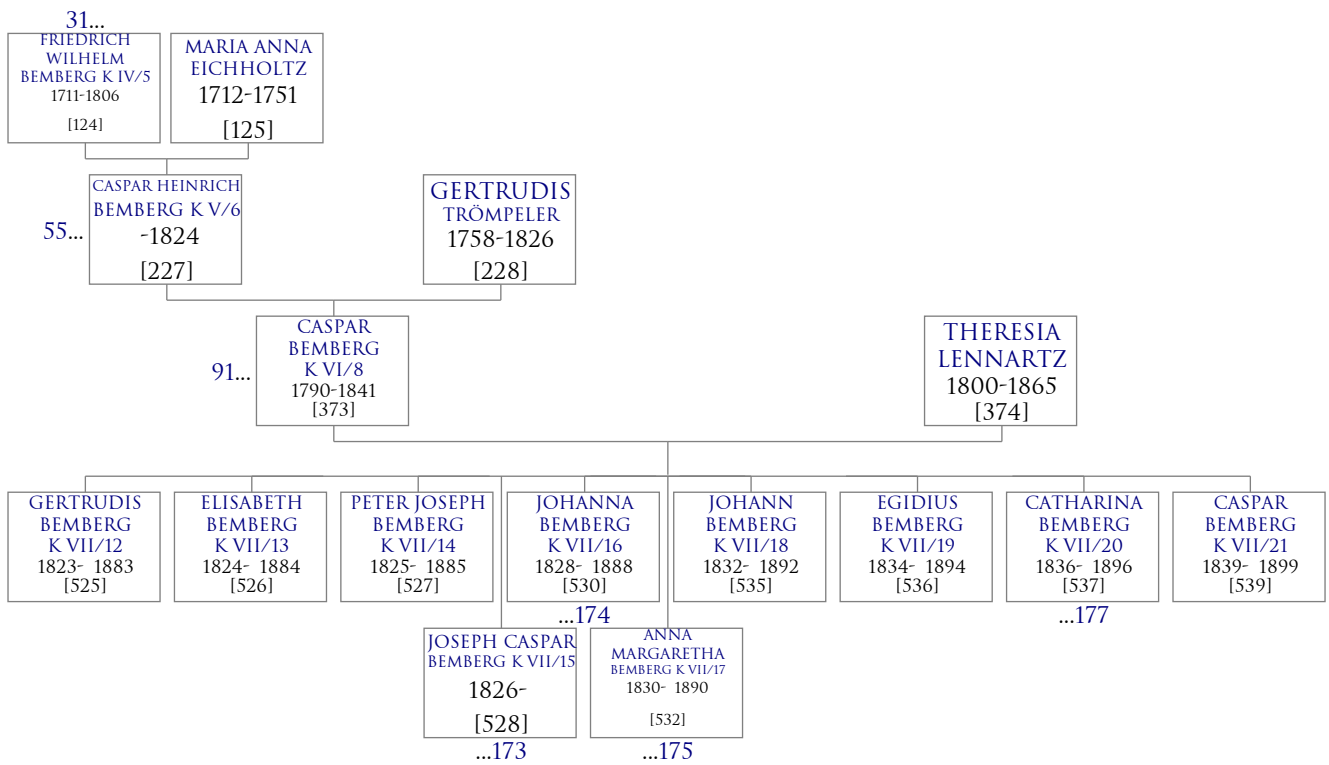 31...
FRIEDRICH
WILHELM
BEMBERG K IV/5
1711-1806
[124]
MARIA ANNA
EICHHOLTZ
1712-1751
[125]
55...
CASPAR HEINRICH
BEMBERG K V/6
-1824
[227]
GERTRUDIS
TRÖMPELER
1758-1826
[228]
91...
CASPAR
BEMBERG
K VI/8
1790-1841
[373]
THERESIA
LENNARTZ
1800-1865
[374]
GERTRUDIS
BEMBERG
K VII/12
1823- 1883
[525]
ELISABETH
BEMBERG
K VII/13
1824- 1884
[526]
PETER JOSEPH
BEMBERG
K VII/14
1825- 1885
[527]
JOHANNA
BEMBERG
K VII/16
1828- 1888
[530]
...174
JOHANN
BEMBERG
K VII/18
1832- 1892
[535]
EGIDIUS
BEMBERG
K VII/19
1834- 1894
[536]
CATHARINA
BEMBERG
K VII/20
1836- 1896
[537]
...177
CASPAR
BEMBERG
K VII/21
1839- 1899
[539]
JOSEPH CASPAR
BEMBERG K VII/15
1826-
[528]
...173
ANNA
MARGARETHA
BEMBERG K VII/17
1830- 1890
[532]
...175